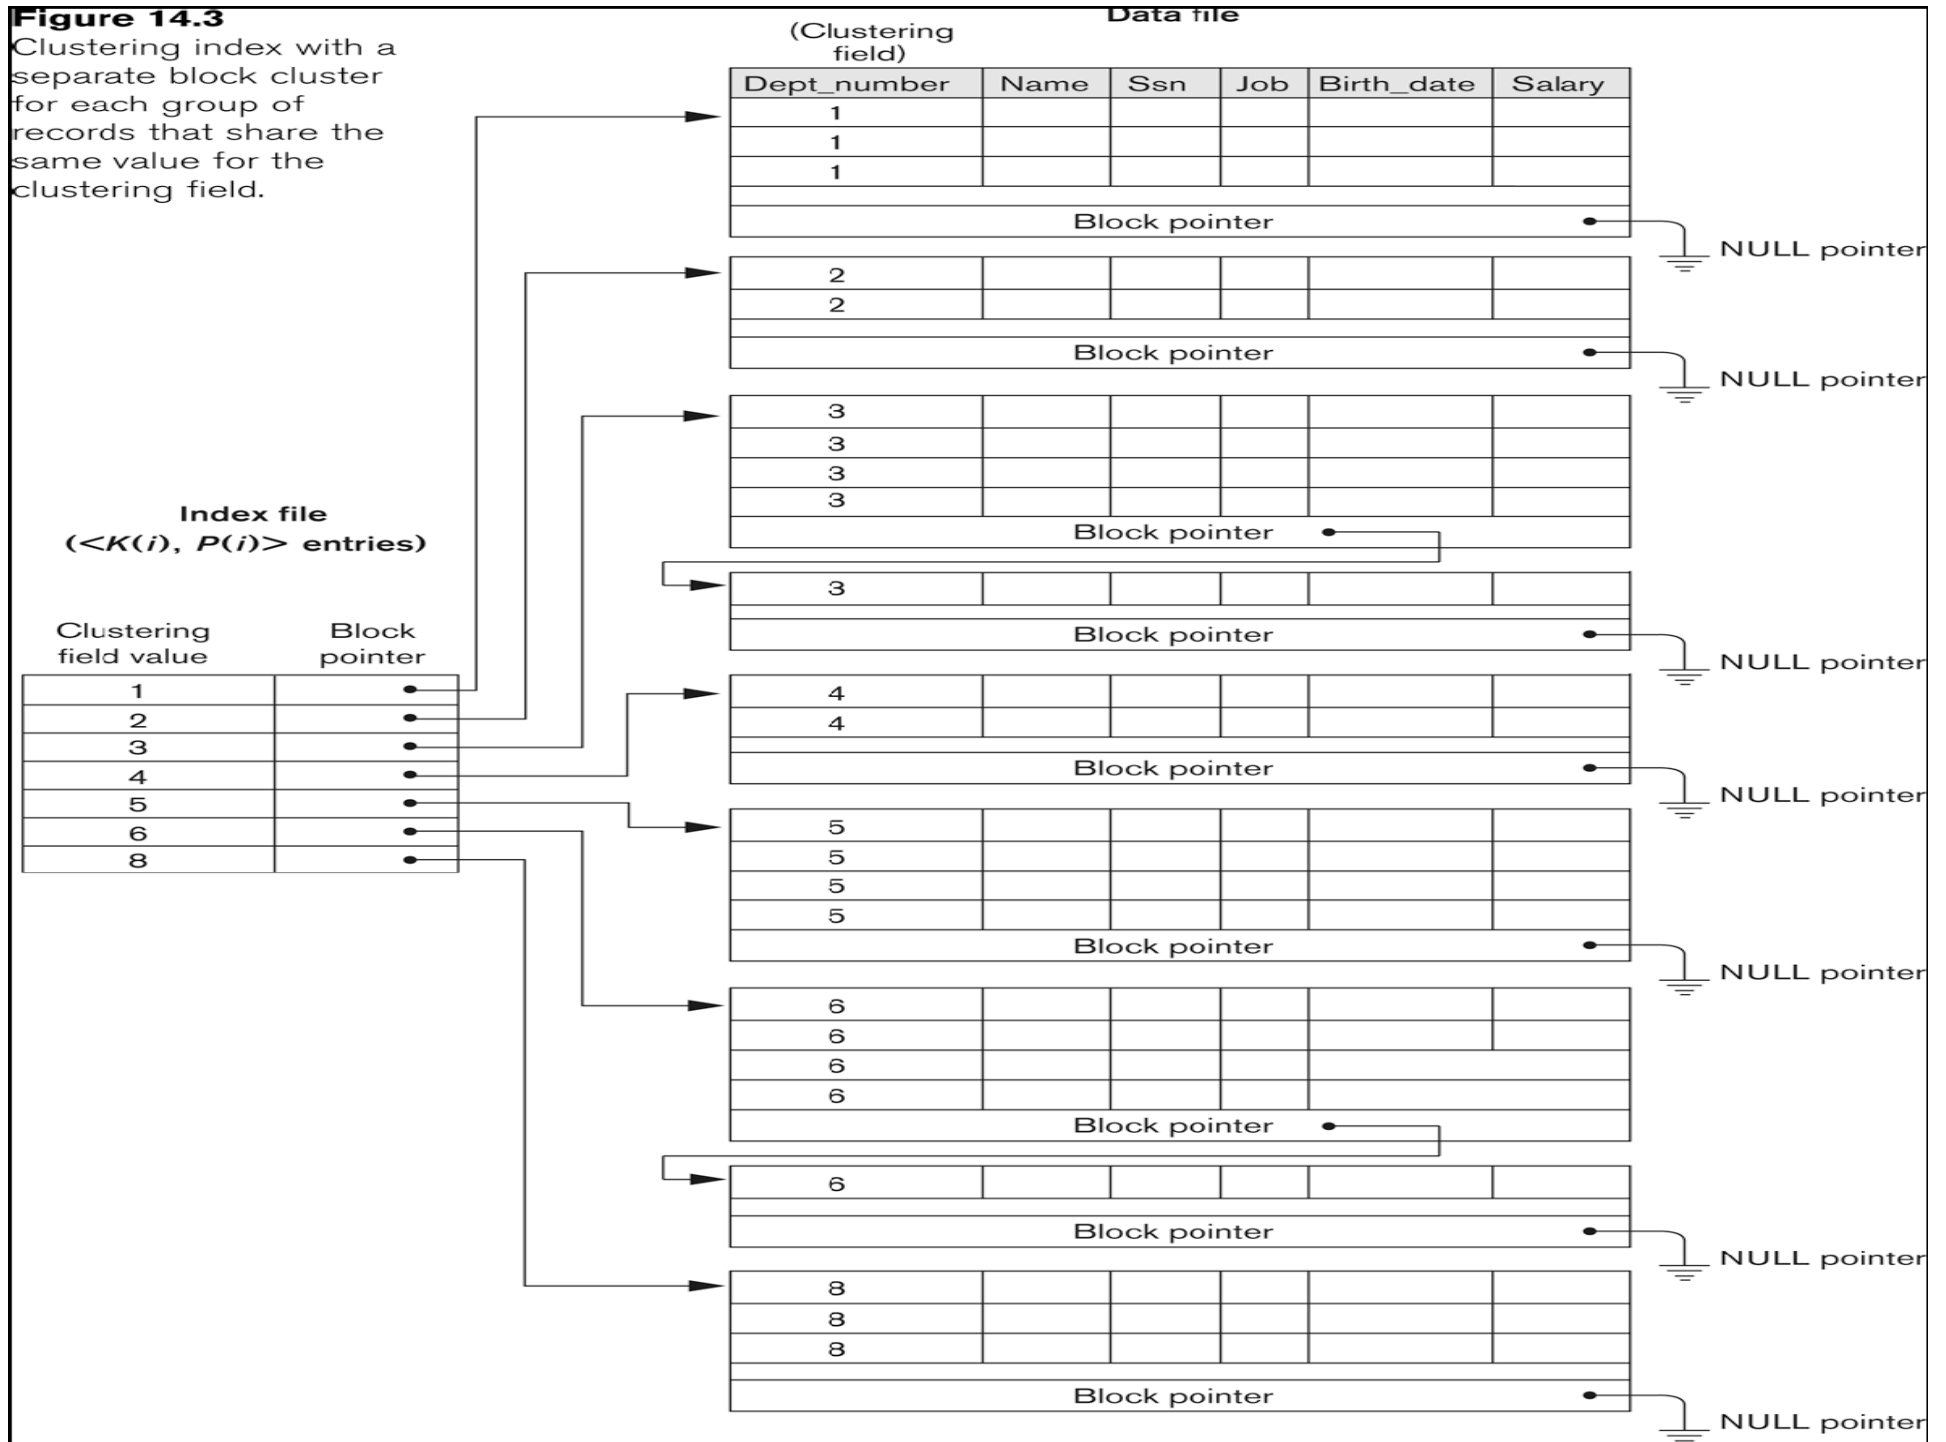 Figure 14.3
Clustering index with a
separate block cluster
for each group of
records that share the
same value for the
clustering field.
Index file
(<K(i), P(i)> entries)
Clustering
field value
Block
pointer
1
2
3
4
5
6
8
Data file
(Clustering
field)
Dept_number Name Ssn Job Birth_date Salary
1
1
1
Block pointer
NULL pointer
2
2
Block pointer
NULL pointer
3
3
3
3
Block pointer
3
Block pointer
NULL pointer
4
4
Block pointer
NULL pointer
5
5
5
5
Block pointer
NULL pointer
6
6
6
6
Block pointer
6
Block pointer
NULL pointer
8
8
8
Block pointer
NULL pointer